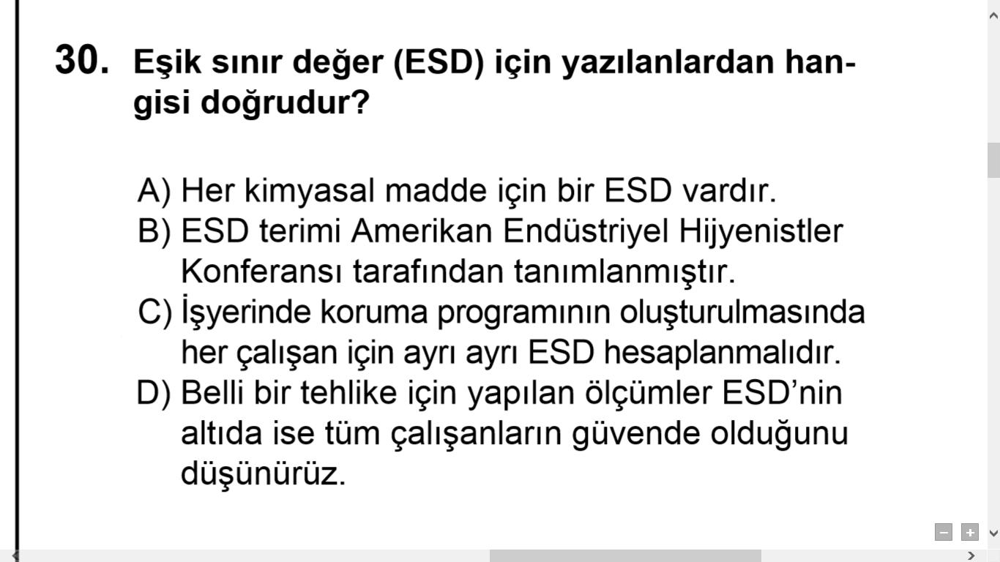 30. Eşik sınır değer (ESD) için yazılanlardan han-
gisi doğrudur?
A) Her kimyasal madde için bir ESD vardır.
B) ESD terimi Amerikan Endüstriyel Hijyenistler
Konferansı tarafından tanımlanmıştır.
C) İşyerinde koruma programının oluşturulmasında
her çalışan için ayrı ayrı ESD hesaplanmalıdır.
D) Belli bir tehlike için yapılan ölçümler ESD’nin
altıda ise tüm çalışanların güvende olduğunu
düşünürüz.